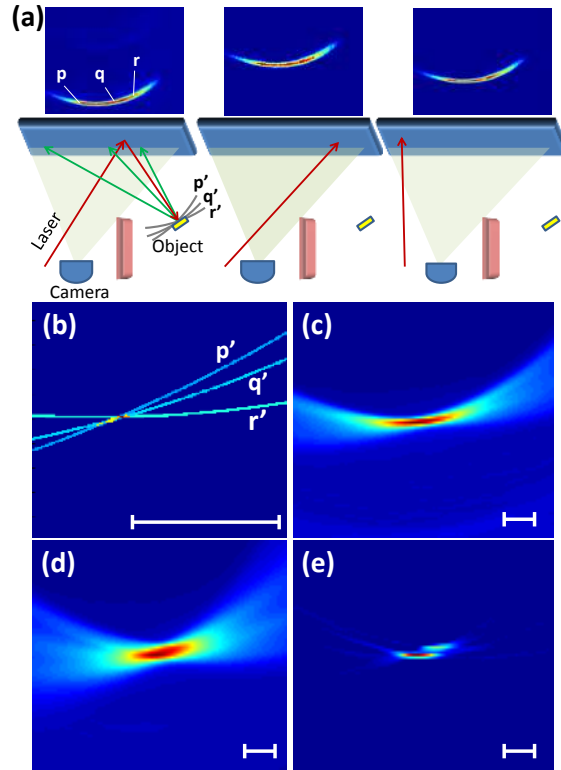 (a)
p
q
r
p'
q'
r'
Laser
Object
Camera
(b)
p'
q'
r'
(c)
(d)
(e)